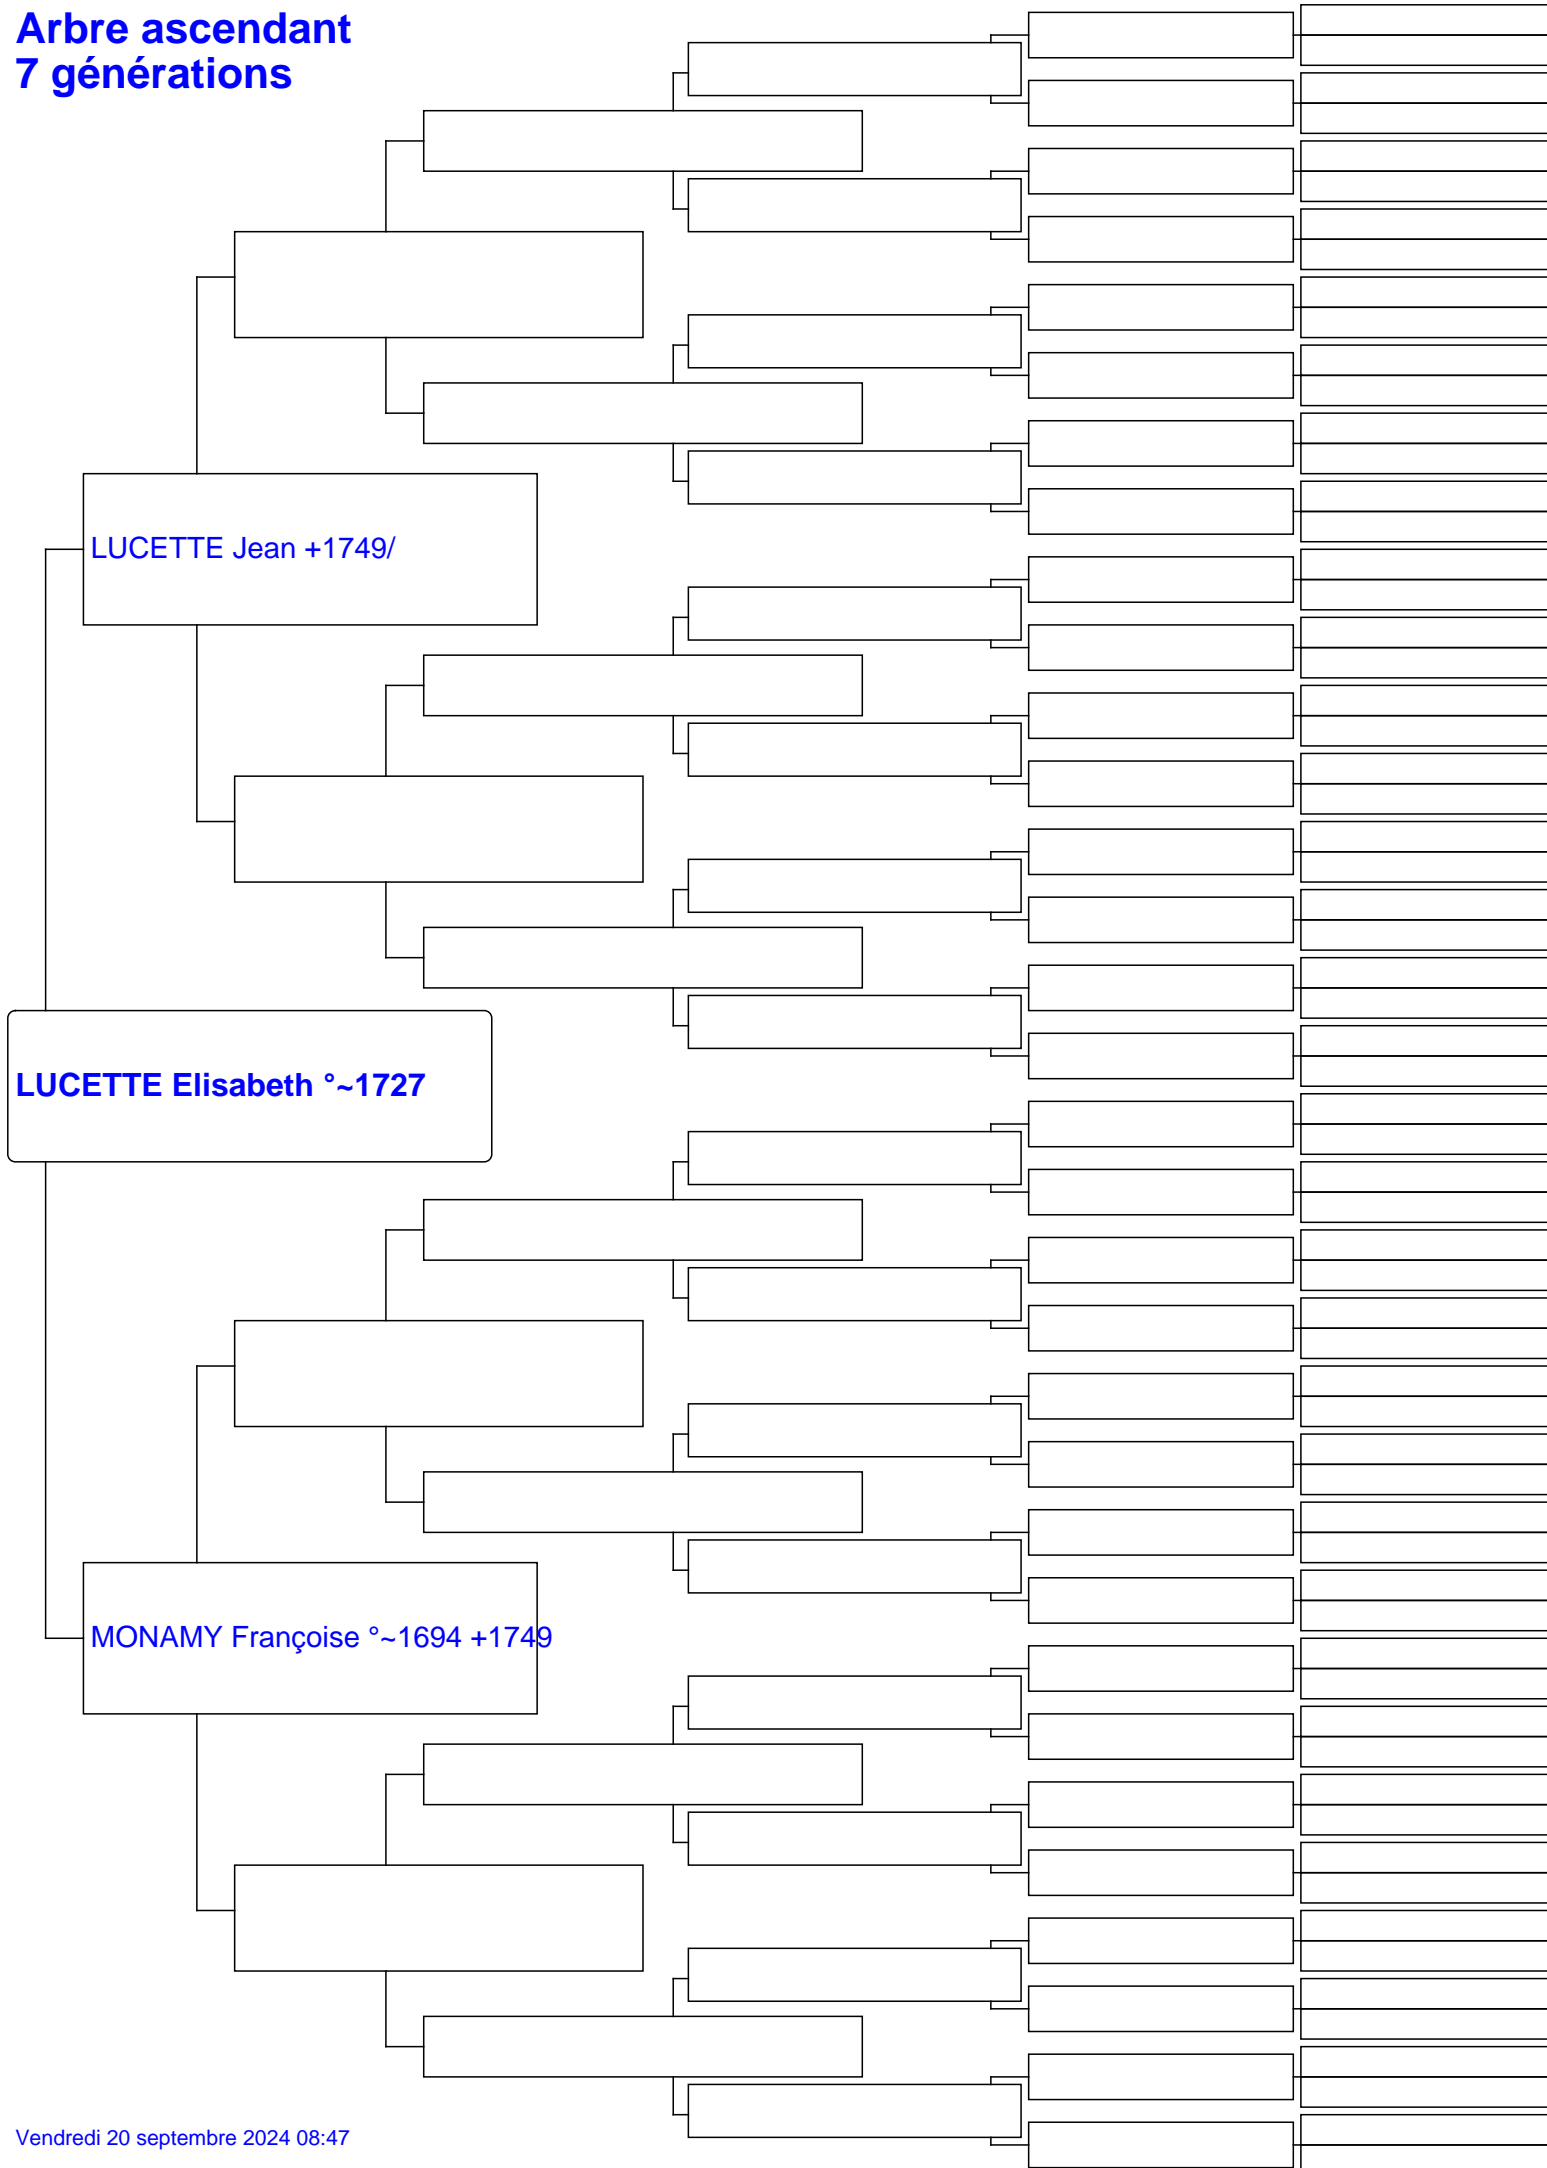 Arbre ascendant
7 générations
LUCETTE Jean +1749/
LUCETTE Elisabeth °~1727
MONAMY Françoise °~1694 +1749
Vendredi 20 septembre 2024 08:47